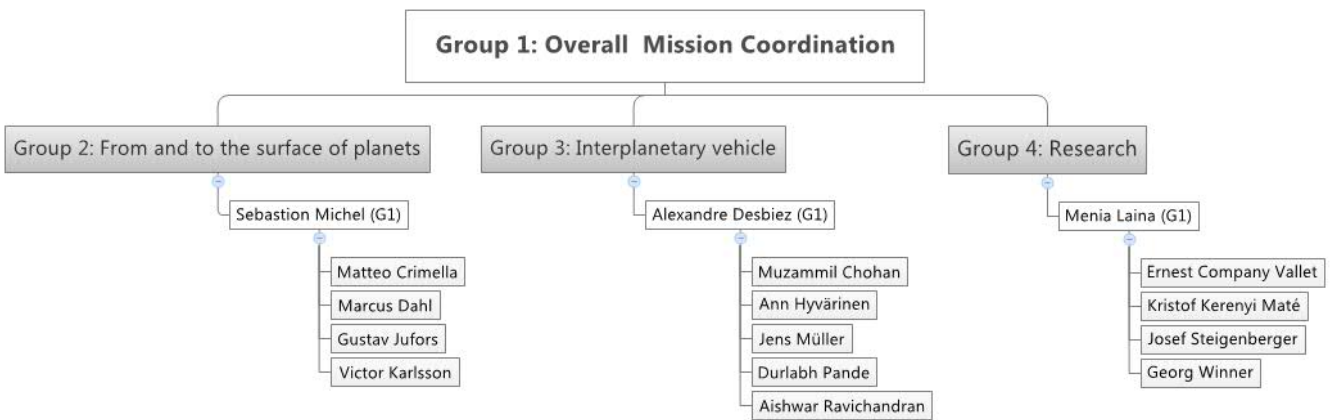 Group 1: Overall Mission Coordination
Group 2: From and to the surface of planets
Group 3: Interplanetary vehicle
Group 4: Research
Sebastion Michel (G1)
Matteo Crimella
Marcus Dahl
Gustav Jufors
Victor Karlsson
Alexandre Desbiez (G1)
Muzammil Chohan
Ann Hyvärinen
Jens Müller
Durlabh Pande
Aishwar Ravichandran
Menia Laina (G1)
Ernest Company Vallet
Kristof Kerenyi Maté
Josef Steigenberger
Georg Winner